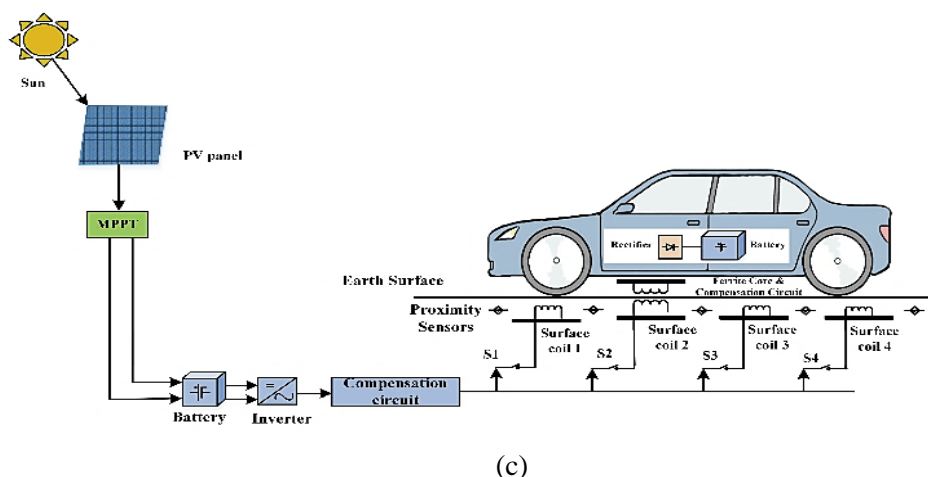 Sun
PV panel
MPPT
Rectifier
Battery
Ferrite Core &
Compensation Circuit
Earth Surface
Proximity
Sensors
Surface
coil 1
Surface
coil 2
Surface
coil 3
Surface
coil 4
S1
S2
S3
S4
Compensation
circuit
Battery
Inverter
(c)